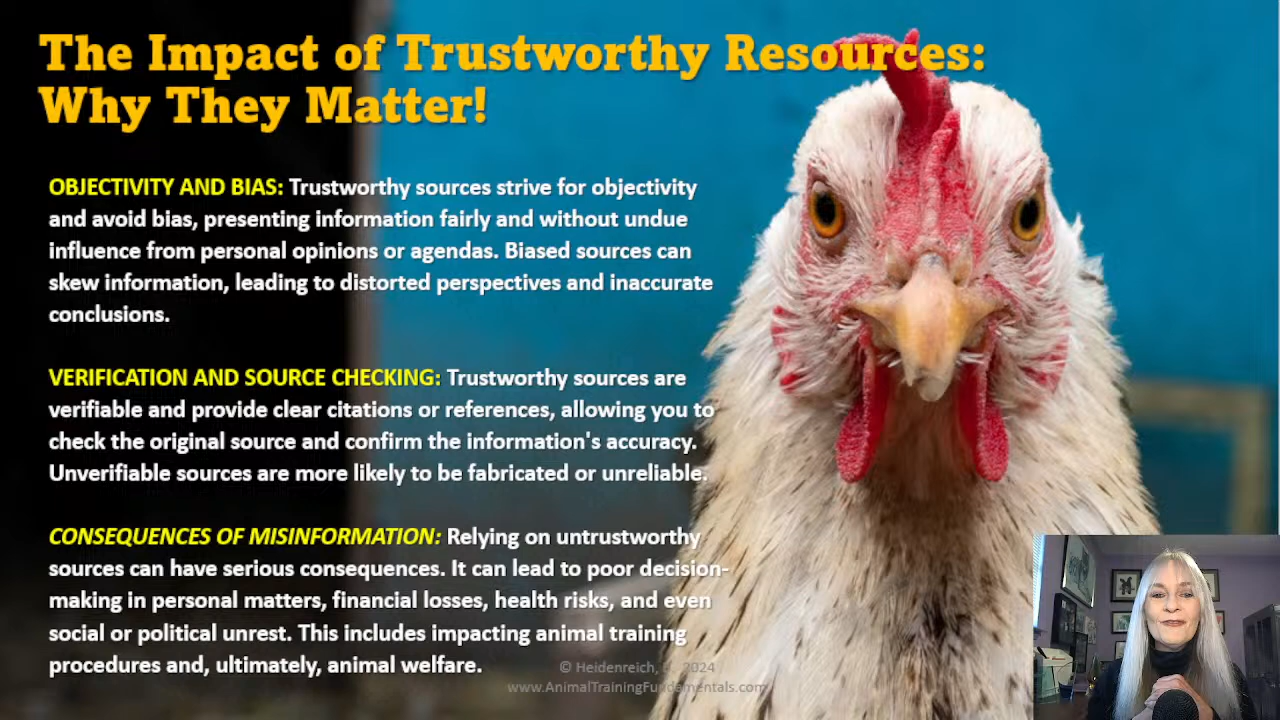 The Impact of Trustworthy Resources:
Why They Matter!
OBJECTIVITY AND BIAS: Trustworthy sources strive for objectivity
and avoid bias, presenting information fairly and without undue
influence from personal opinions or agendas. Biased sources can
skew information, leading to distorted perspectives and inaccurate
conclusions.
VERIFICATION AND SOURCE CHECKING: Trustworthy sources are
verifiable and provide clear citations or references, allowing you to
check the original source and confirm the information's accuracy.
Unverifiable sources are more likely to be fabricated or unreliable.
CONSEQUENCES OF MISINFORMATION: Relying on untrustworthy
sources can have serious consequences. It can lead to poor decision-
making in personal matters, financial losses, health risks, and even
social or political unrest. This includes impacting animal training
procedures and, ultimately, animal welfare.
© Heidenreich, 2024
www.AnimalTrainingFundamentals.com